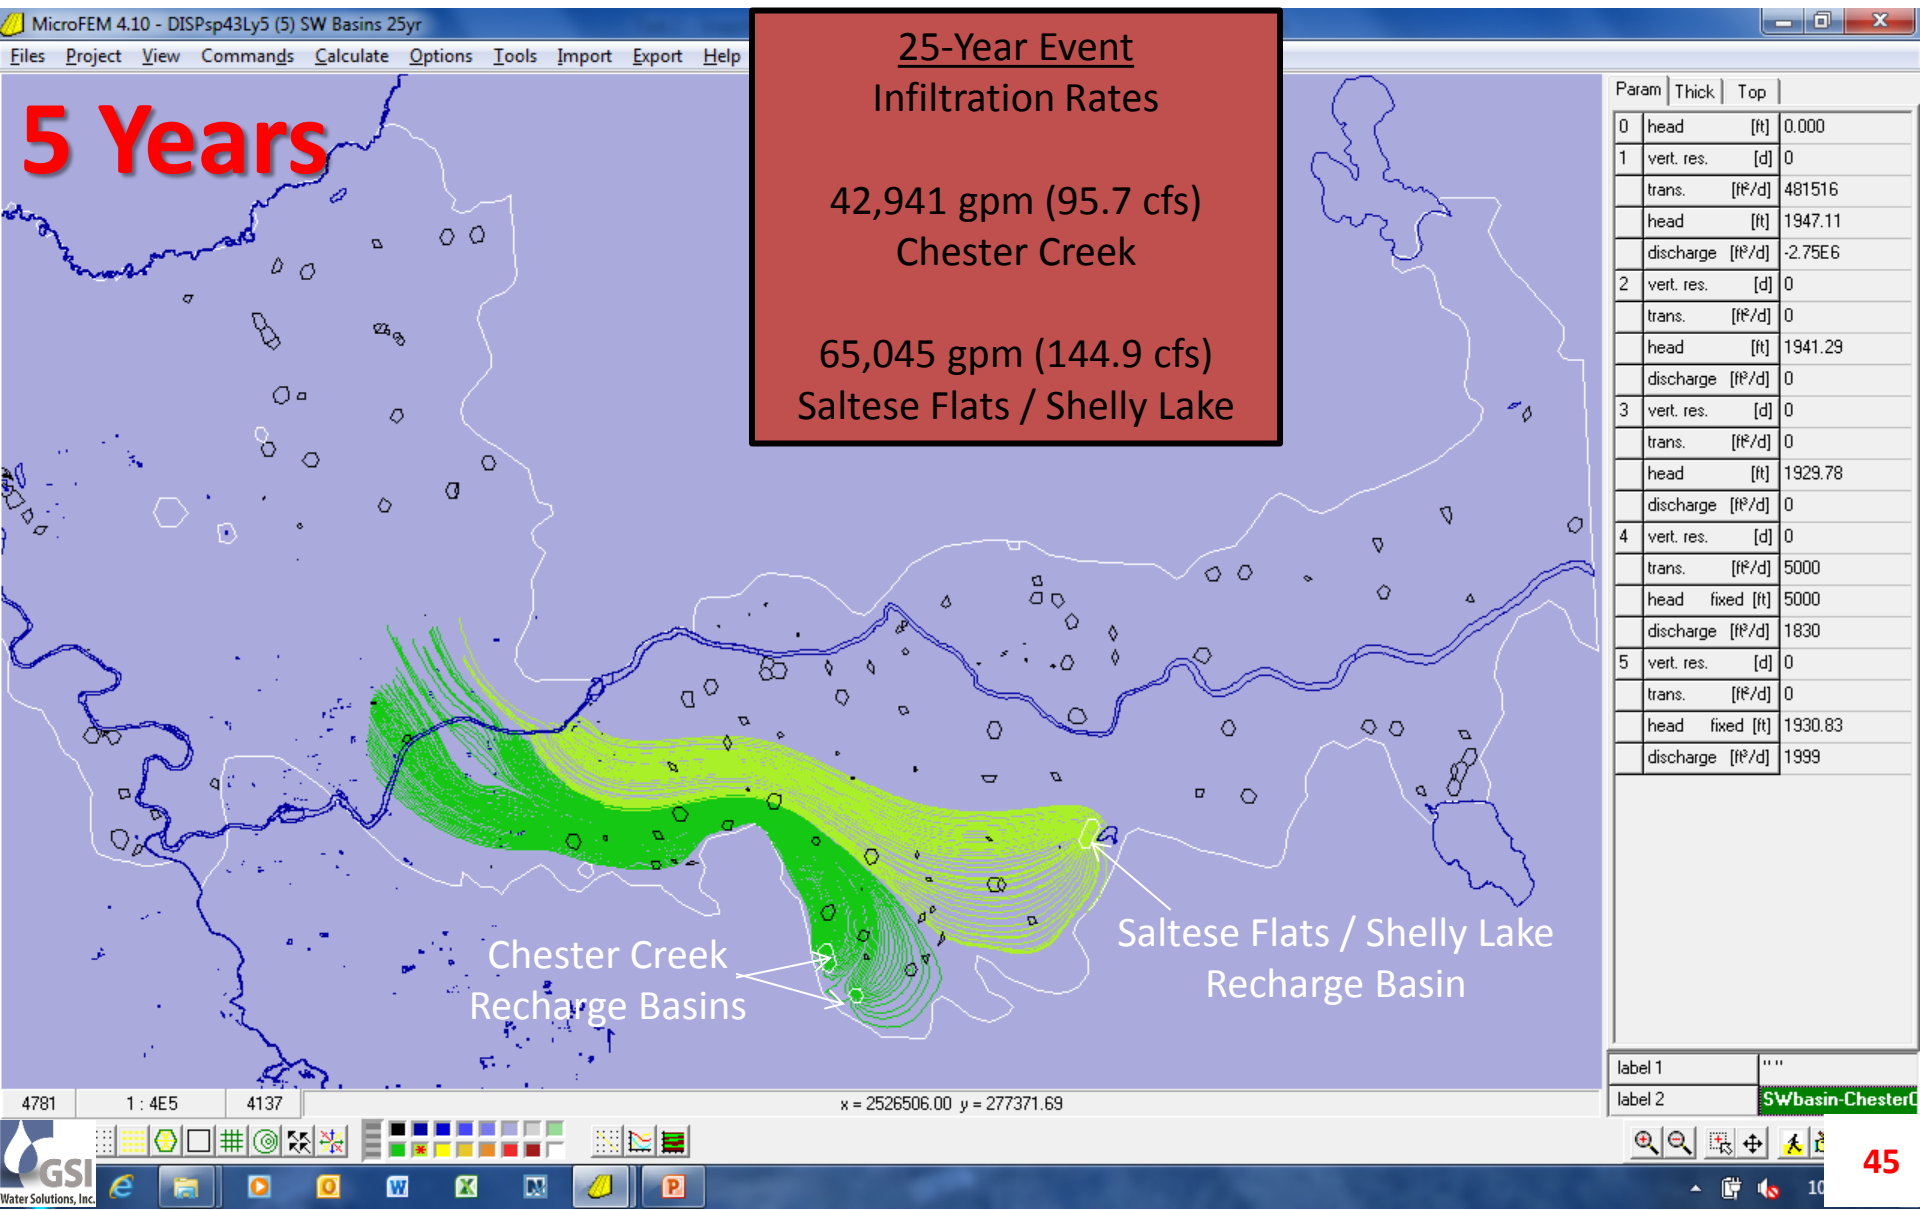 MicroFEM 4.10 - DISPsp43Ly5 (5) SW Basins 25yr
Files Project View Commands Calculate Options Tools Import Export Help
5 Years
25-Year Event
Infiltration Rates
42,941 gpm (95.7 cfs)
Chester Creek
65,045 gpm (144.9 cfs)
Saltese Flats / Shelly Lake
Param Thick Top
0 head [ft] 0.000
1 vert. res. [d] 0
trans. [ft²/d] 481516
head [ft] 1947.11
discharge [ft³/d] -2.75E6
2 vert. res. [d] 0
trans. [ft²/d] 0
head [ft] 1941.29
discharge [ft³/d] 0
3 vert. res. [d] 0
trans. [ft²/d] 0
head [ft] 1929.78
discharge [ft³/d] 0
4 vert. res. [d] 0
trans. [ft²/d] 5000
head fixed [ft] 5000
discharge [ft³/d] 1830
5 vert. res. [d] 0
trans. [ft²/d] 0
head fixed [ft] 1930.83
discharge [ft³/d] 1999
Chester Creek
Recharge Basins
Saltese Flats / Shelly Lake
Recharge Basin
label 1 ""
label 2 SWbasin-ChesterC
4781 1 : 4E5 4137 x = 2526506.00 y = 277371.69
GSI
Water Solutions, Inc.
10
45